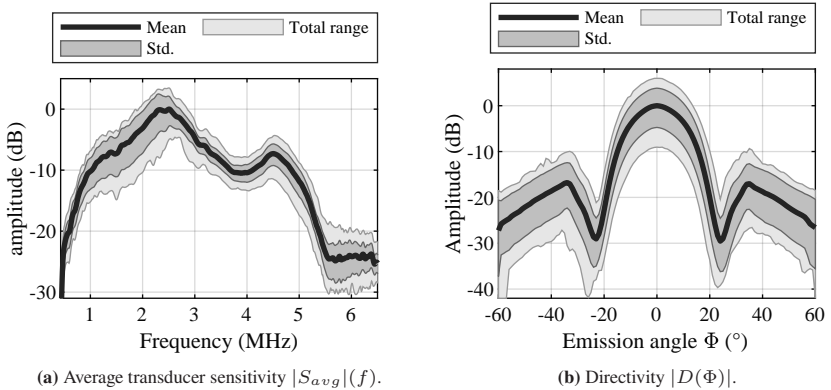 Mean
Total range
Std.
amplitude (dB)
0
-10
-20
-30
1
2
3
4
5
6
Frequency (MHz)
(a) Average transducer sensitivity |S_avg|(f).
Mean
Total range
Std.
Amplitude (dB)
0
-10
-20
-30
-40
-60
-40
-20
0
20
40
60
Emission angle Φ (°)
(b) Directivity |D(Φ)|.